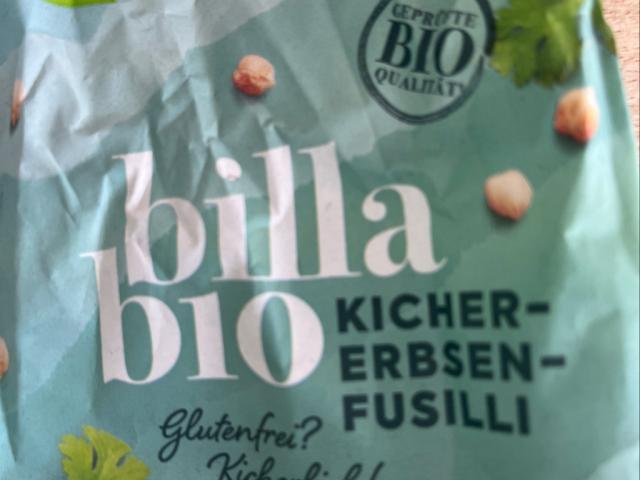 GEPRÜFTE
BIO
QUALITÄT
billa
bio
KICHER-
ERBSEN-
FUSILLI
Glutenfrei?